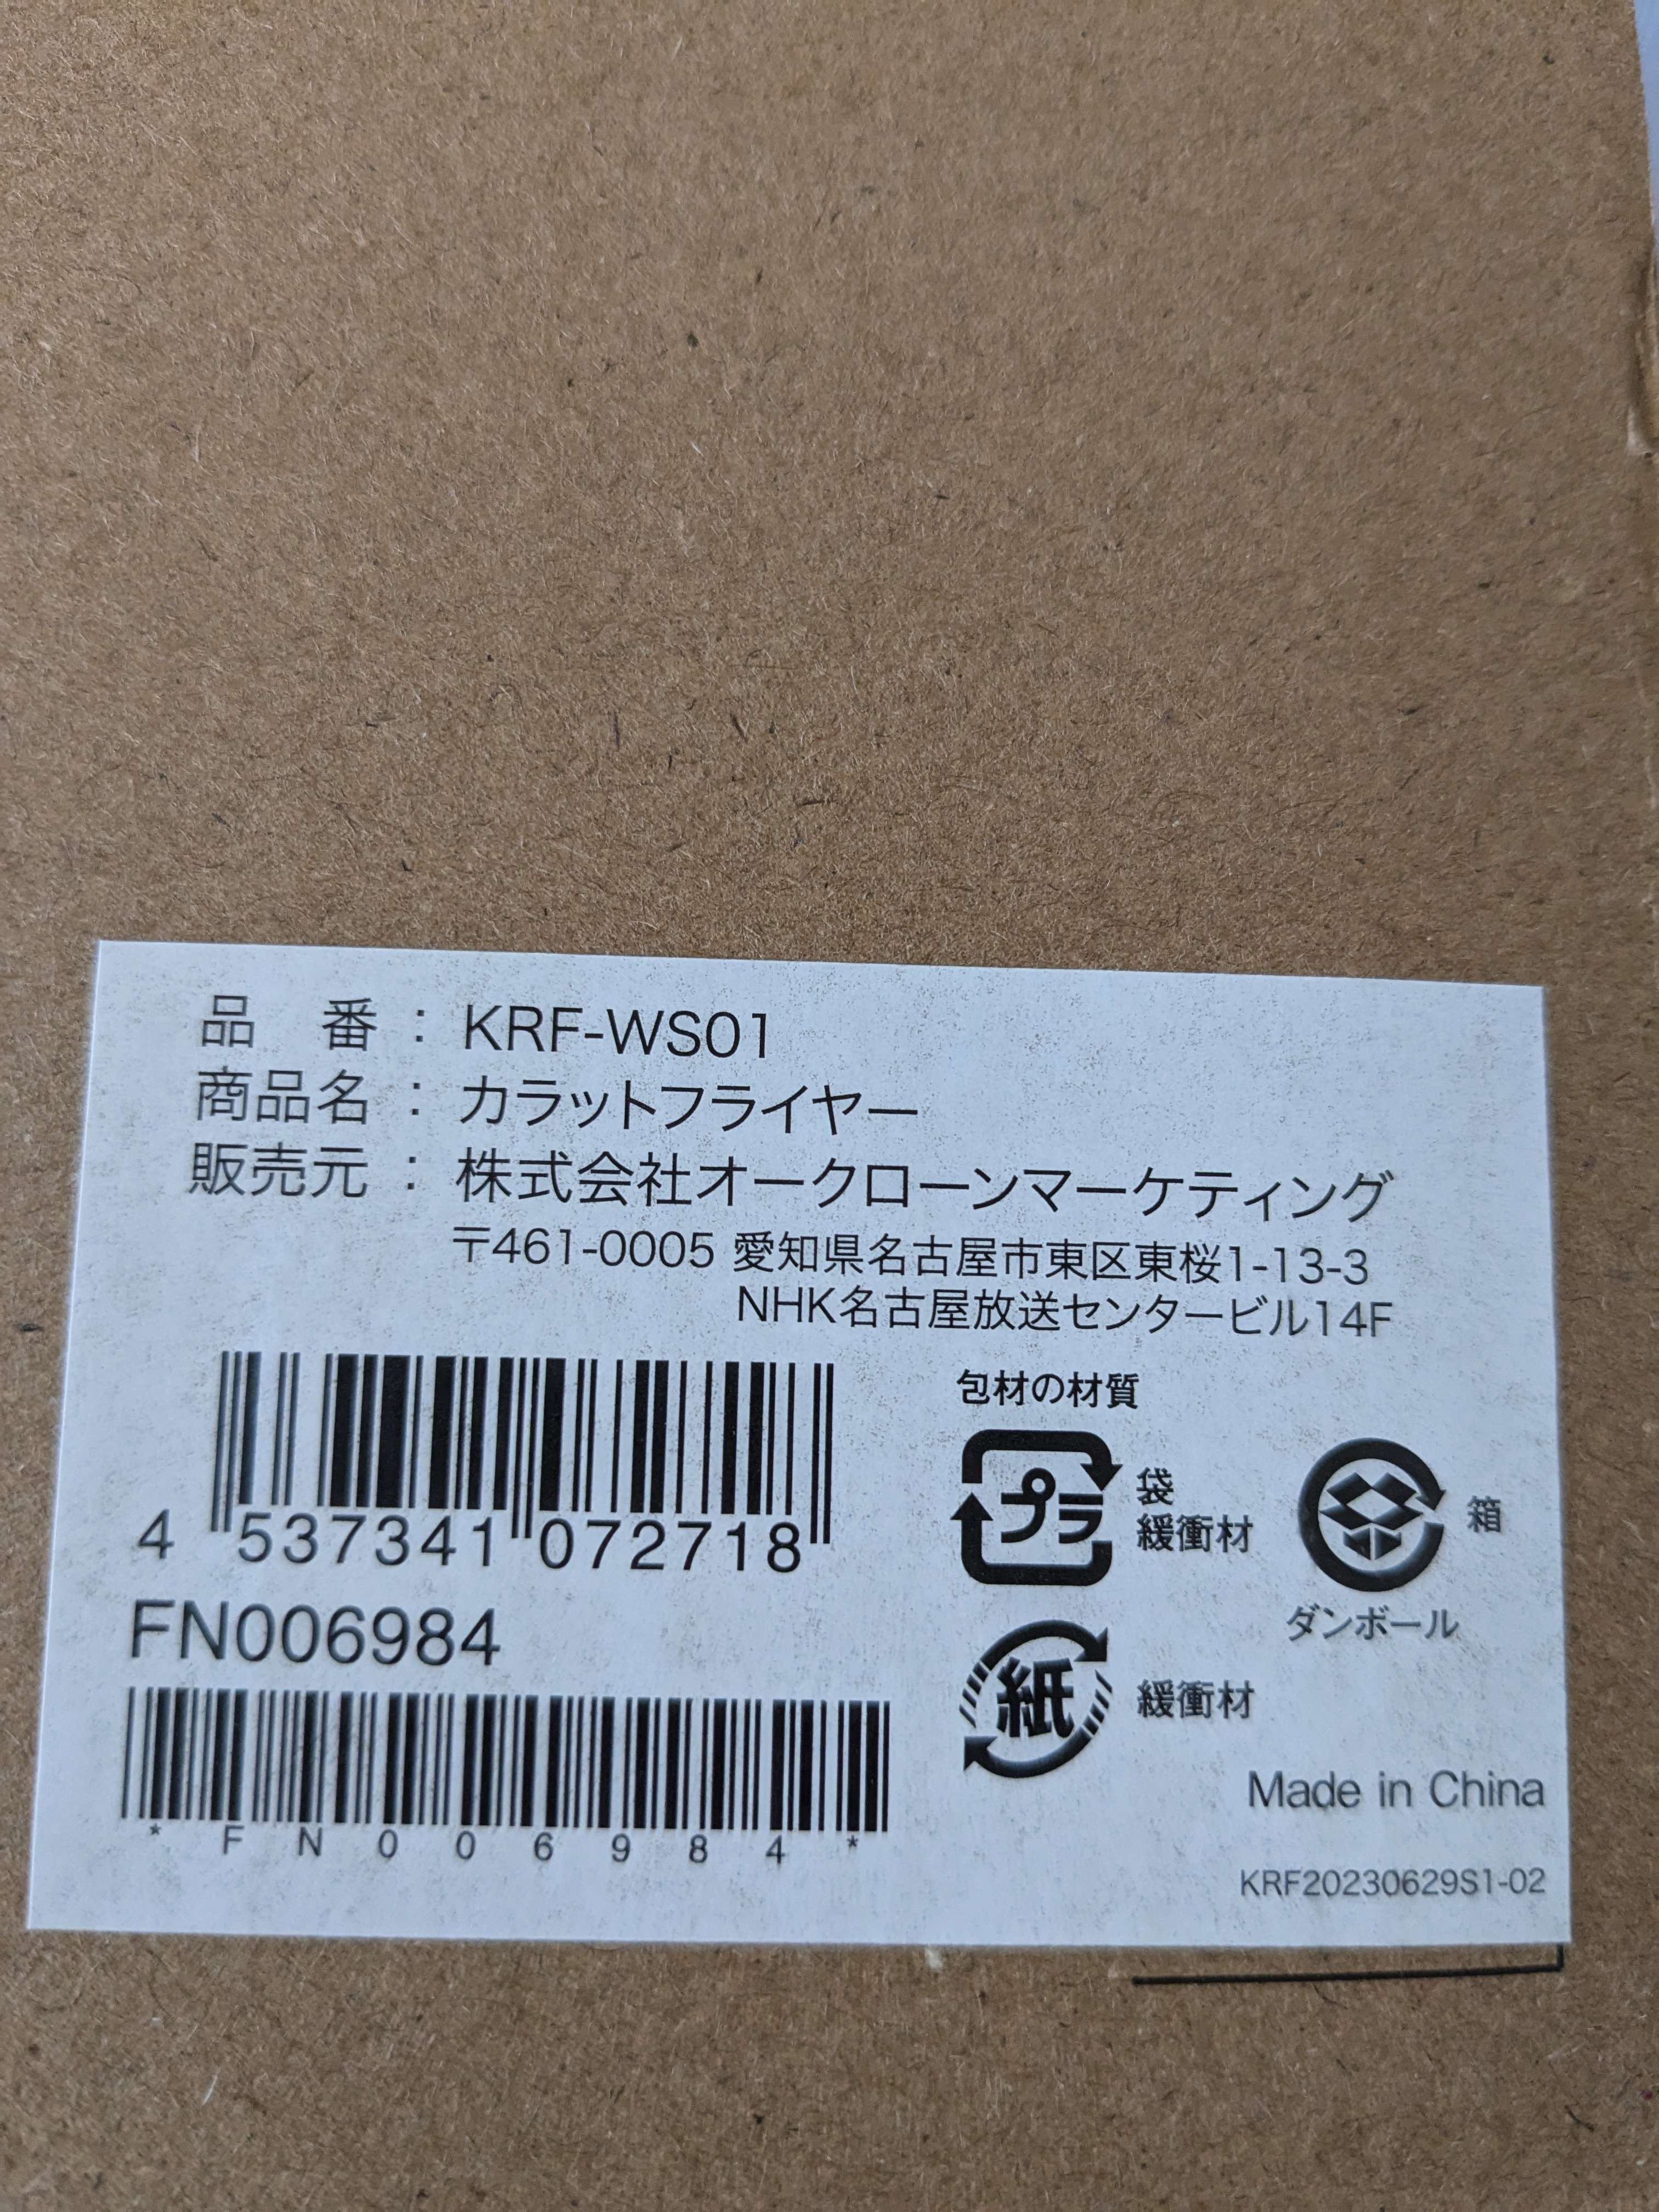 品　番 : KRF-WS01
商品名 : カラットフライヤー
販売元 : 株式会社オークローンマーケティング
〒461-0005 愛知県名古屋市東区東桜1-13-3
NHK名古屋放送センタービル14F
4 537341 072718
FN006984
*FN006984*
包材の材質
プラ 袋
緩衝材
箱
ダンボール
紙 緩衝材
Made in China
KRF20230629S1-02